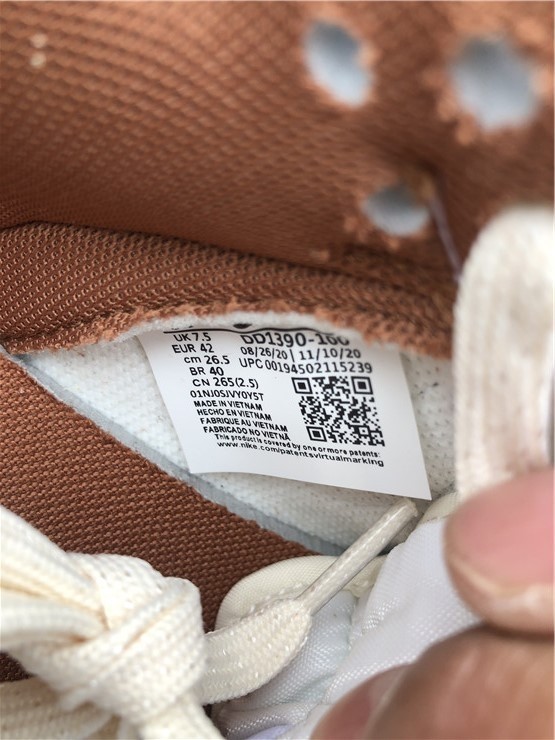 UK 7.5
EUR 42
cm 26.5
BR 40
CN 265(2.5)
01NJ0SJVY0Y5T
MADE IN VIETNAM
HECHO EN VIETNAM
FABRIQUE AU VIETNAM
FABRICADO NO VIETNÃ
This product is covered by one or more patents:
www.nike.com/patentsvirtualmarking
DD1390-160
08/26/20 | 11/10/20
UPC 00194502115239